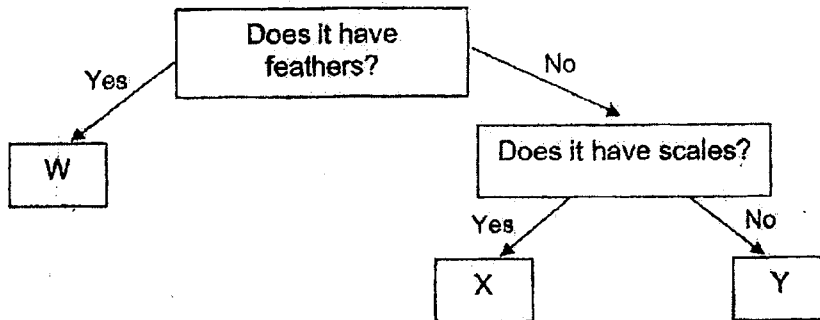 Does it have
feathers?
Yes
No
W
Does it have scales?
Yes
No
X
Y